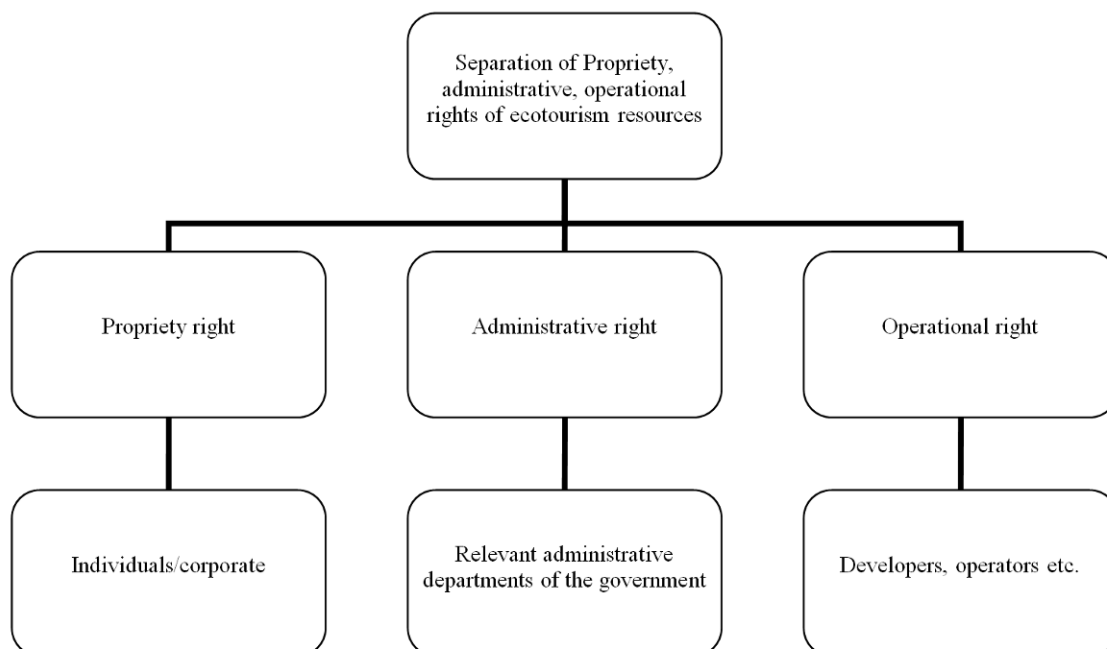 Separation of Propriety,
administrative, operational
rights of ecotourism resources
Propriety right
Administrative right
Operational right
Individuals/corporate
Relevant administrative
departments of the government
Developers, operators etc.